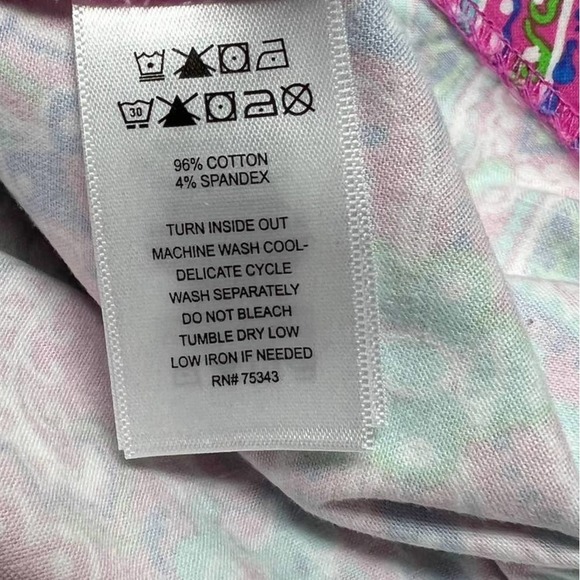 30
96% COTTON
4% SPANDEX
TURN INSIDE OUT
MACHINE WASH COOL-
DELICATE CYCLE
WASH SEPARATELY
DO NOT BLEACH
TUMBLE DRY LOW
LOW IRON IF NEEDED
RN# 75343